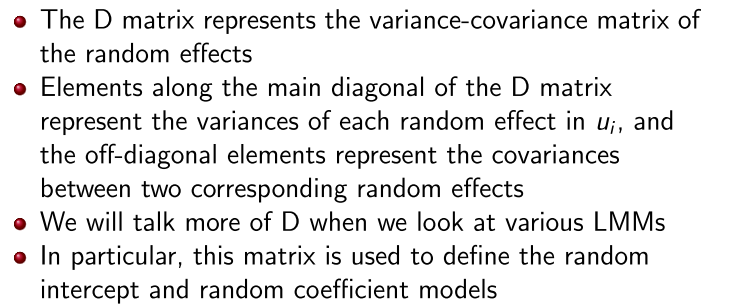 The D matrix represents the variance-covariance matrix of
the random effects
Elements along the main diagonal of the D matrix
represent the variances of each random effect in uᵢ, and
the off-diagonal elements represent the covariances
between two corresponding random effects
We will talk more of D when we look at various LMMs
In particular, this matrix is used to define the random
intercept and random coefficient models